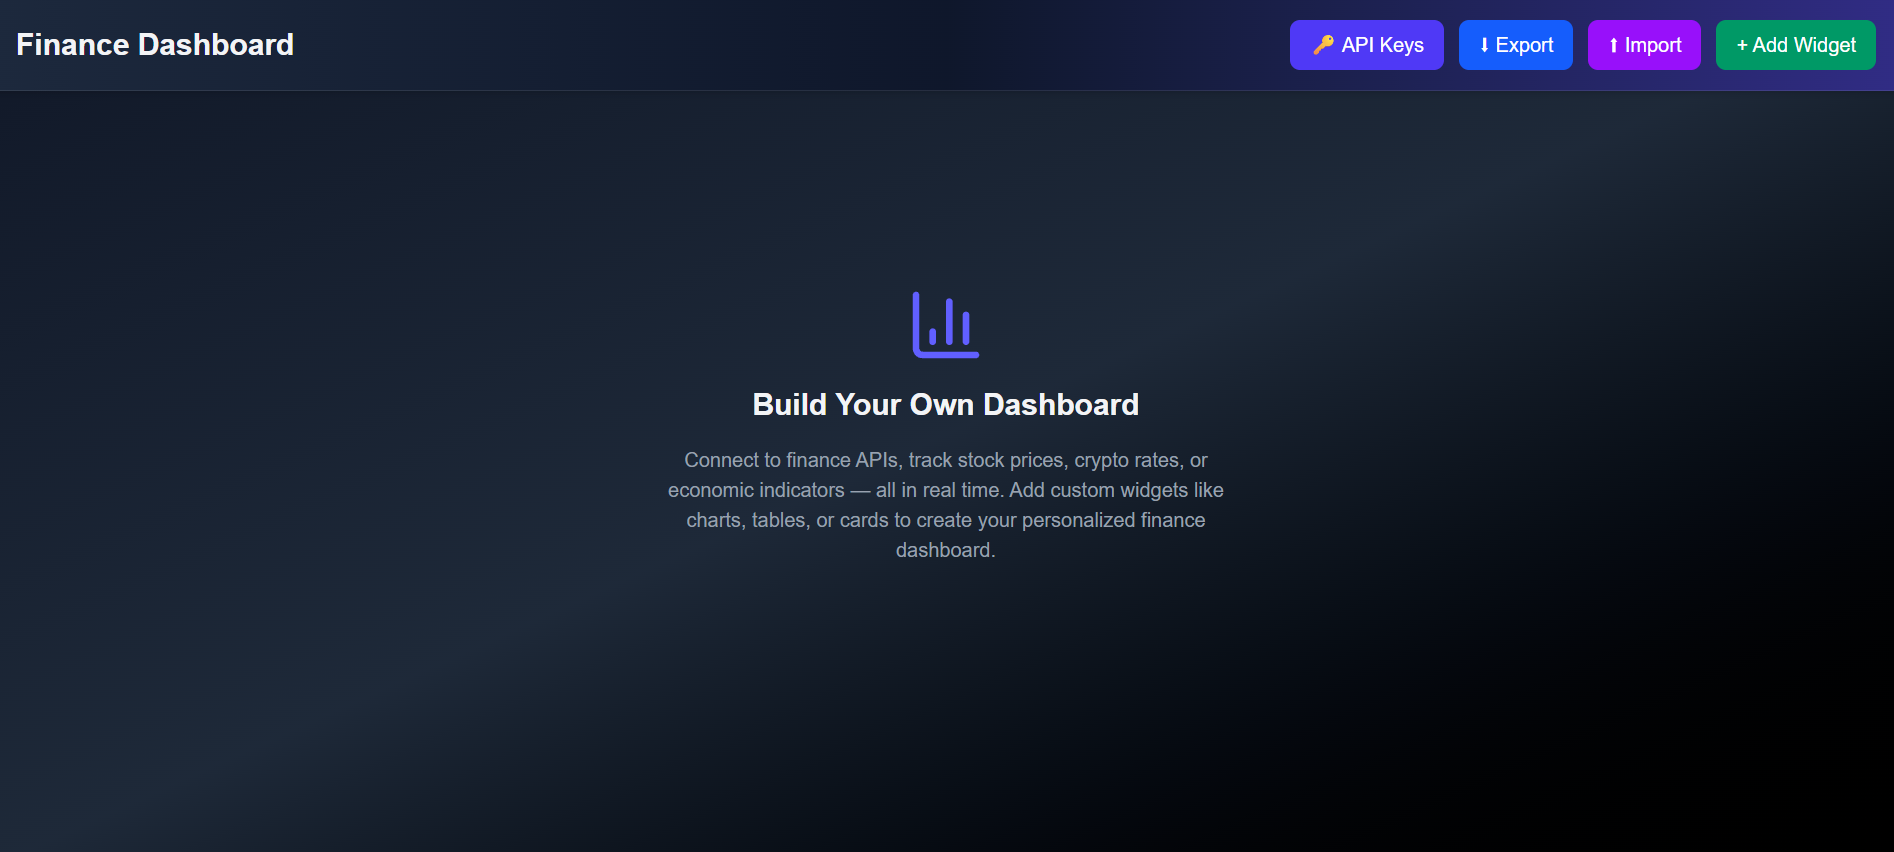 Finance Dashboard
🔑 API Keys
⬇ Export
⬆ Import
+ Add Widget
Build Your Own Dashboard
Connect to finance APIs, track stock prices, crypto rates, or
economic indicators — all in real time. Add custom widgets like
charts, tables, or cards to create your personalized finance
dashboard.